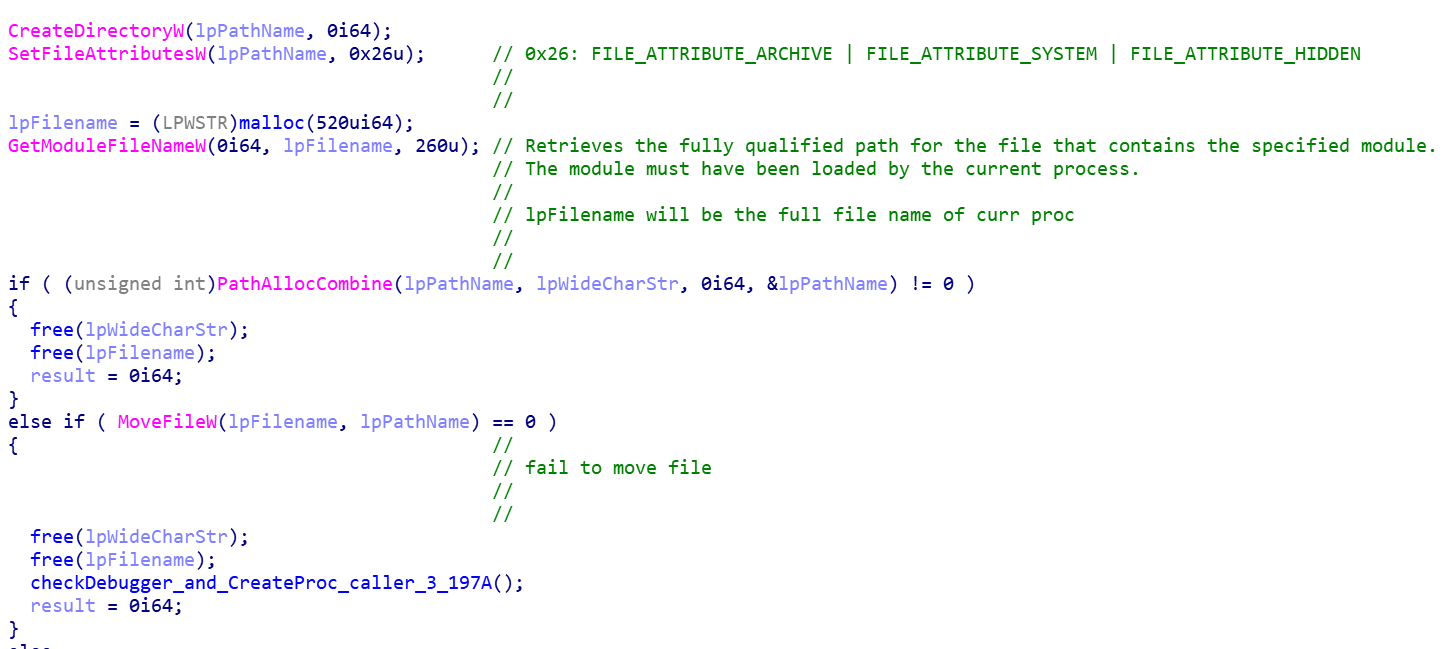 CreateDirectoryW(lpPathName, 0i64);
SetFileAttributesW(lpPathName, 0x26u);      // 0x26: FILE_ATTRIBUTE_ARCHIVE | FILE_ATTRIBUTE_SYSTEM | FILE_ATTRIBUTE_HIDDEN
                                            //
                                            //
lpFilename = (LPWSTR)malloc(520ui64);
GetModuleFileNameW(0i64, lpFilename, 260u); // Retrieves the fully qualified path for the file that contains the specified module.
                                            // The module must have been loaded by the current process.
                                            //
                                            // lpFilename will be the full file name of curr proc
                                            //
                                            //
if ( (unsigned int)PathAllocCombine(lpPathName, lpWideCharStr, 0i64, &lpPathName) != 0 )
{
  free(lpWideCharStr);
  free(lpFilename);
  result = 0i64;
}
else if ( MoveFileW(lpFilename, lpPathName) == 0 )
{                                           //
                                            // fail to move file
                                            //
                                            //
  free(lpWideCharStr);
  free(lpFilename);
  checkDebugger_and_CreateProc_caller_3_197A();
  result = 0i64;
}